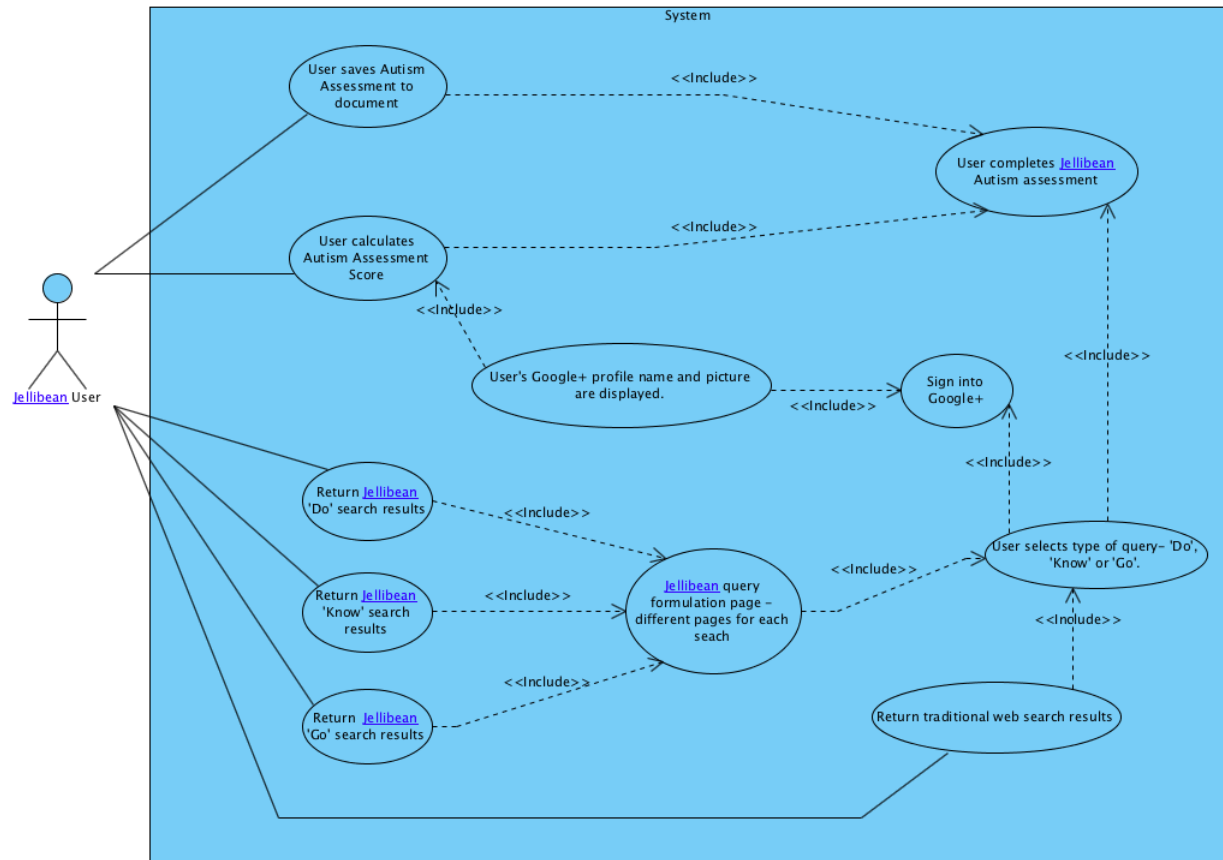 System
User saves Autism
Assessment to
document
<<Include>>
User completes Jellibean
Autism assessment
<<Include>>
User calculates
Autism Assessment
Score
<<Include>>
<<Include>>
User's Google+ profile name and picture
are displayed.
<<Include>>
Sign into
Google+
Jellibean User
<<Include>>
Return Jellibean
'Do' search results
<<Include>>
User selects type of query- 'Do',
'Know' or 'Go'.
<<Include>>
Return Jellibean
'Know' search
results
<<Include>>
Jellibean query
formulation page -
different pages for each
seach
<<Include>>
<<Include>>
Return Jellibean
'Go' search results
Return traditional web search results